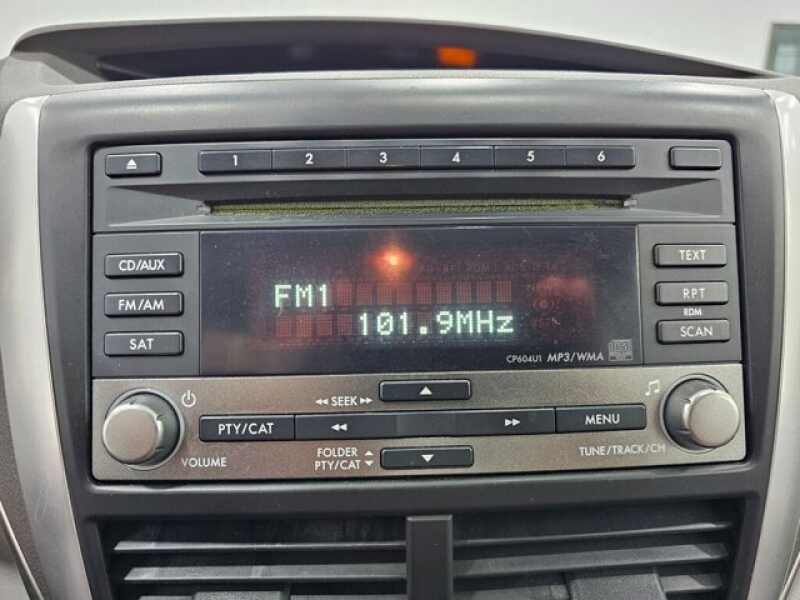 1 2 3 4 5 6
CD/AUX
TEXT
FM/AM
FM1
RPT
RDM
SAT
101.9MHz
SCAN
CP604U1 MP3/WMA
SEEK
PTY/CAT
MENU
VOLUME
FOLDER
PTY/CAT
TUNE/TRACK/CH